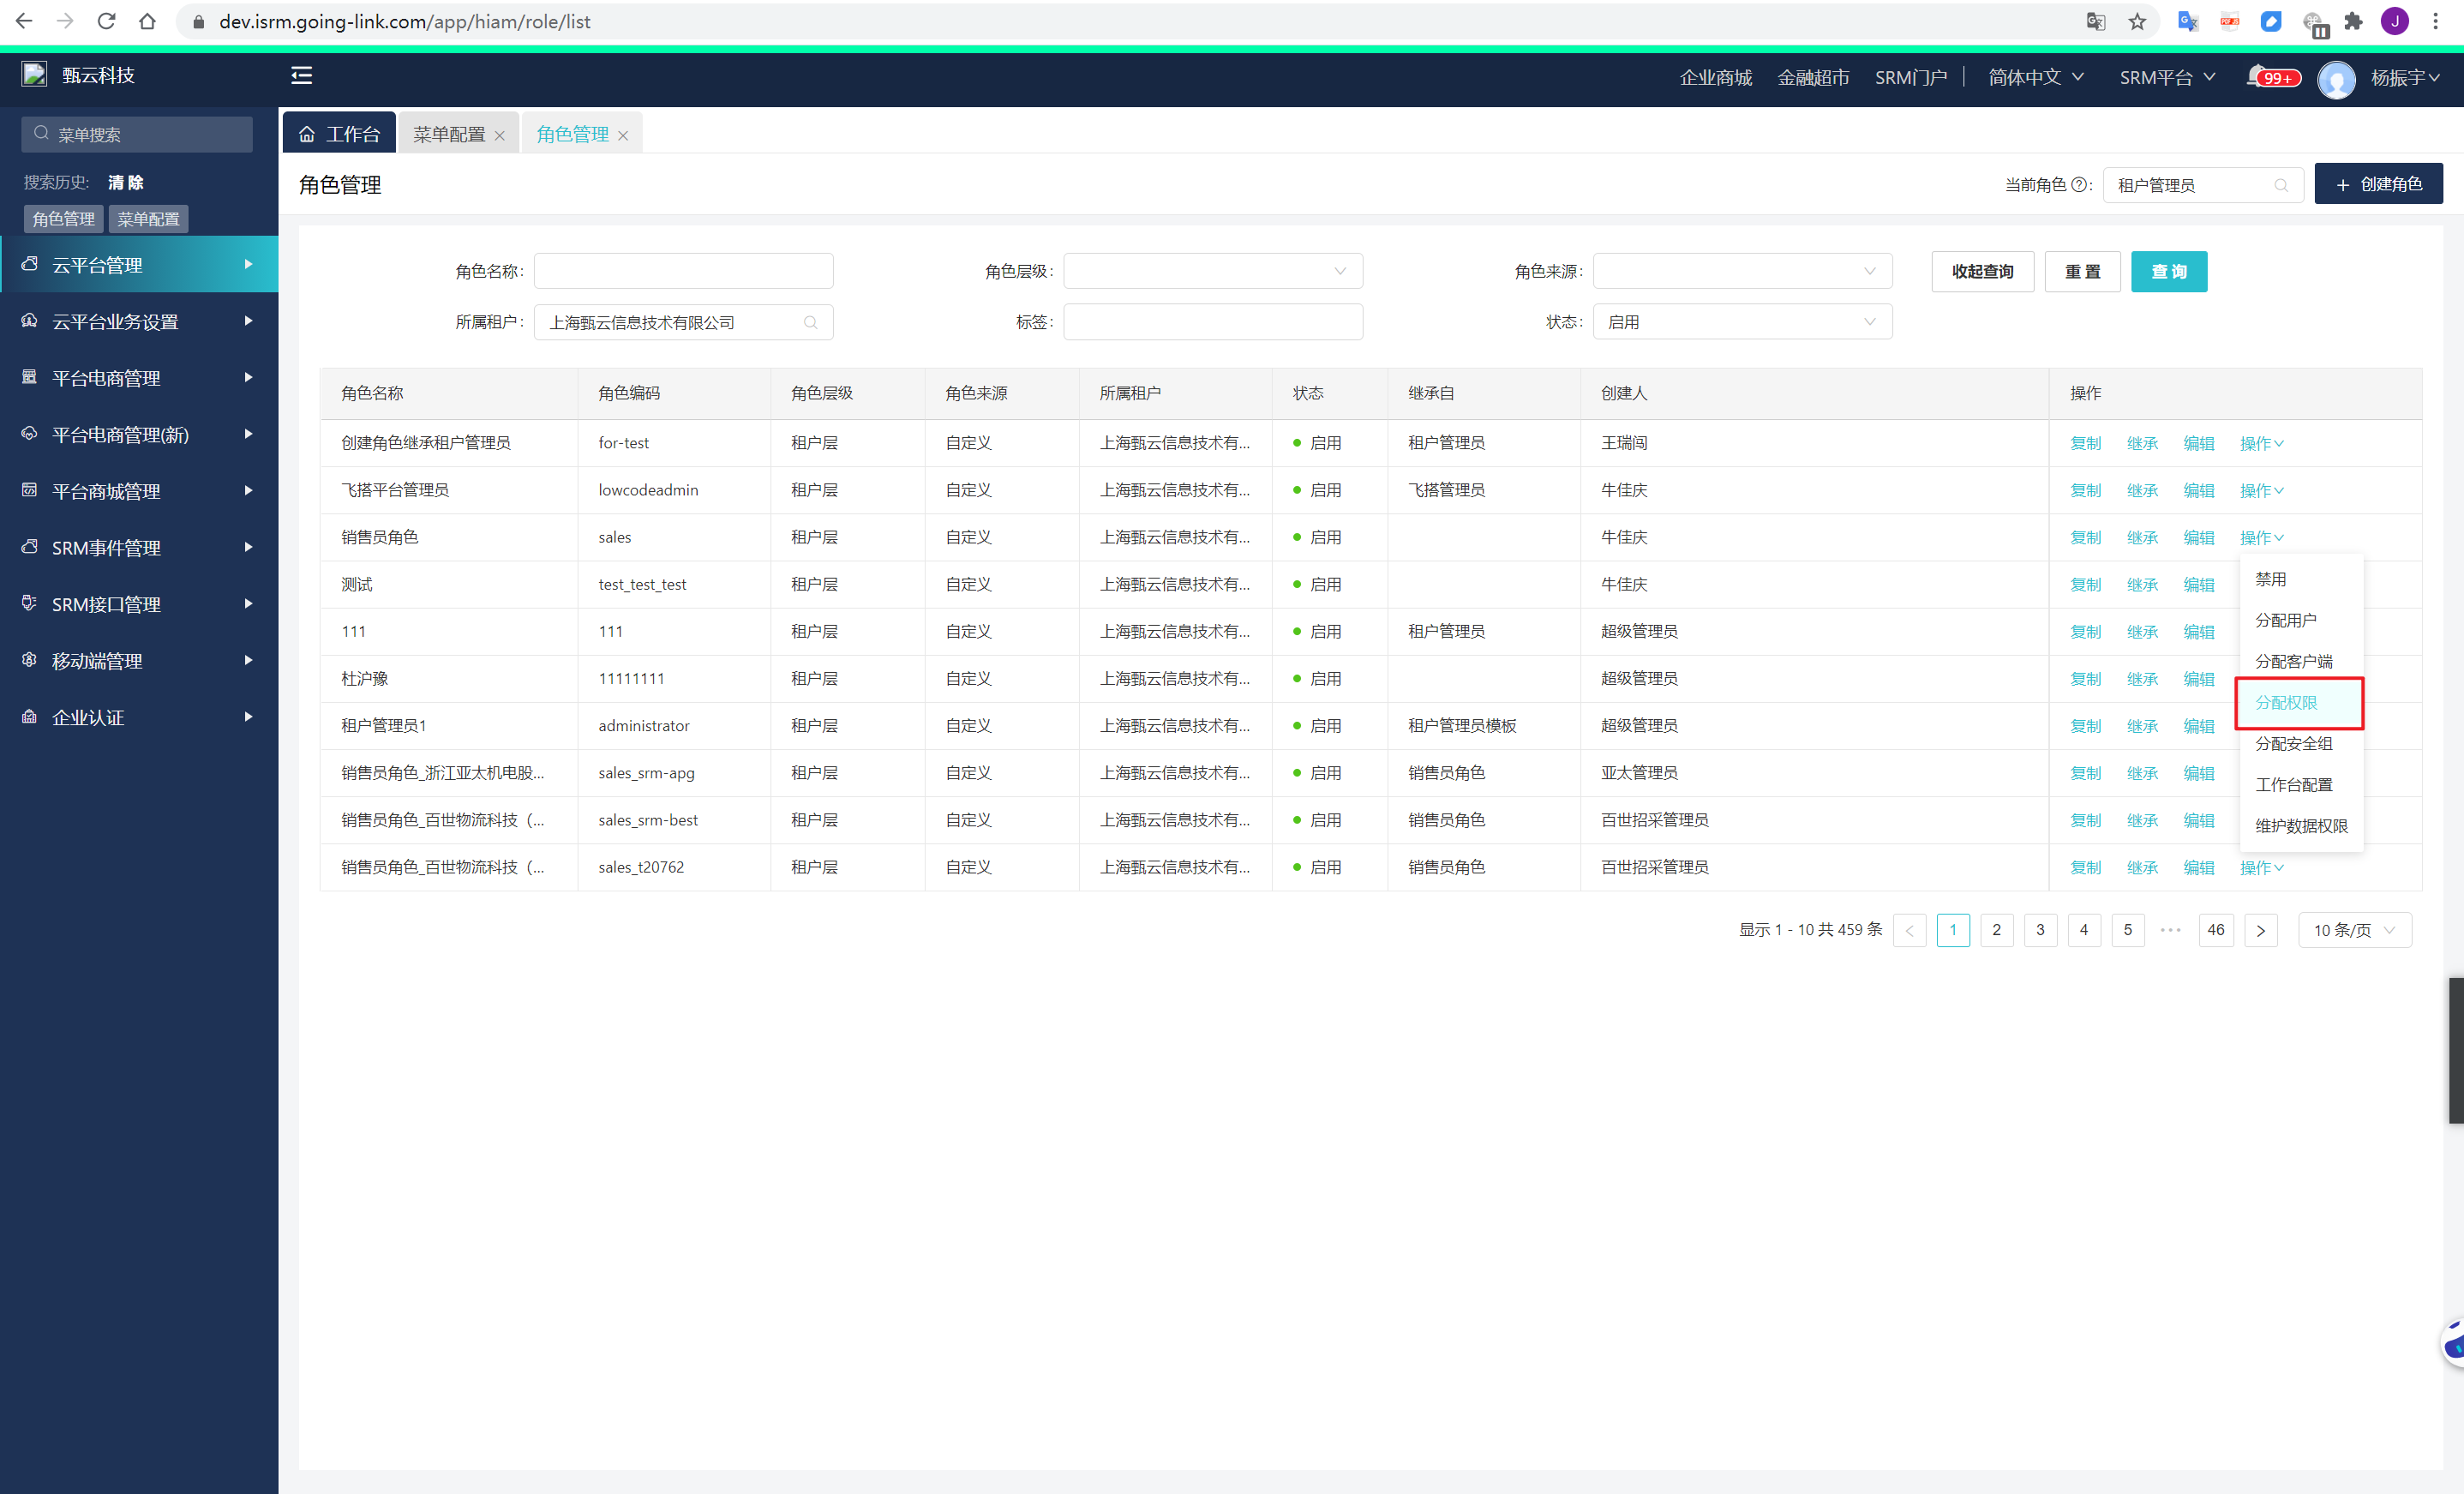 dev.isrm.going-link.com/app/hiam/role/list
J
甄云科技
企业商城 金融超市 SRM门户 简体中文 SRM平台 99+ 杨振宇
菜单搜索
搜索历史: 清 除
角色管理 菜单配置
云平台管理
云平台业务设置
平台电商管理
平台电商管理(新)
平台商城管理
SRM事件管理
SRM接口管理
移动端管理
企业认证
工作台 菜单配置 角色管理
角色管理
当前角色 : 租户管理员 创建角色
角色名称: 角色层级: 角色来源: 收起查询 重 置 查 询
所属租户: 上海甄云信息技术有限公司 标签: 状态: 启用
角色名称 角色编码 角色层级 角色来源 所属租户 状态 继承自 创建人 操作
创建角色继承租户管理员 for-test 租户层 自定义 上海甄云信息技术有... 启用 租户管理员 王瑞闯 复制 继承 编辑 操作
飞搭平台管理员 lowcodeadmin 租户层 自定义 上海甄云信息技术有... 启用 飞搭管理员 牛佳庆 复制 继承 编辑 操作
销售员角色 sales 租户层 自定义 上海甄云信息技术有... 启用 牛佳庆 复制 继承 编辑 操作
测试 test_test_test 租户层 自定义 上海甄云信息技术有... 启用 牛佳庆 复制 继承 编辑
111 111 租户层 自定义 上海甄云信息技术有... 启用 租户管理员 超级管理员 复制 继承 编辑
杜沪豫 11111111 租户层 自定义 上海甄云信息技术有... 启用 超级管理员 复制 继承 编辑
租户管理员1 administrator 租户层 自定义 上海甄云信息技术有... 启用 租户管理员模板 超级管理员 复制 继承 编辑
销售员角色_浙江亚太机电股... sales_srm-apg 租户层 自定义 上海甄云信息技术有... 启用 销售员角色 亚太管理员 复制 继承 编辑
销售员角色_百世物流科技（... sales_srm-best 租户层 自定义 上海甄云信息技术有... 启用 销售员角色 百世招采管理员 复制 继承 编辑
销售员角色_百世物流科技（... sales_t20762 租户层 自定义 上海甄云信息技术有... 启用 销售员角色 百世招采管理员 复制 继承 编辑 操作
禁用
分配用户
分配客户端
分配权限
分配安全组
工作台配置
维护数据权限
显示 1 - 10 共 459 条 1 2 3 4 5 ••• 46 10 条/页